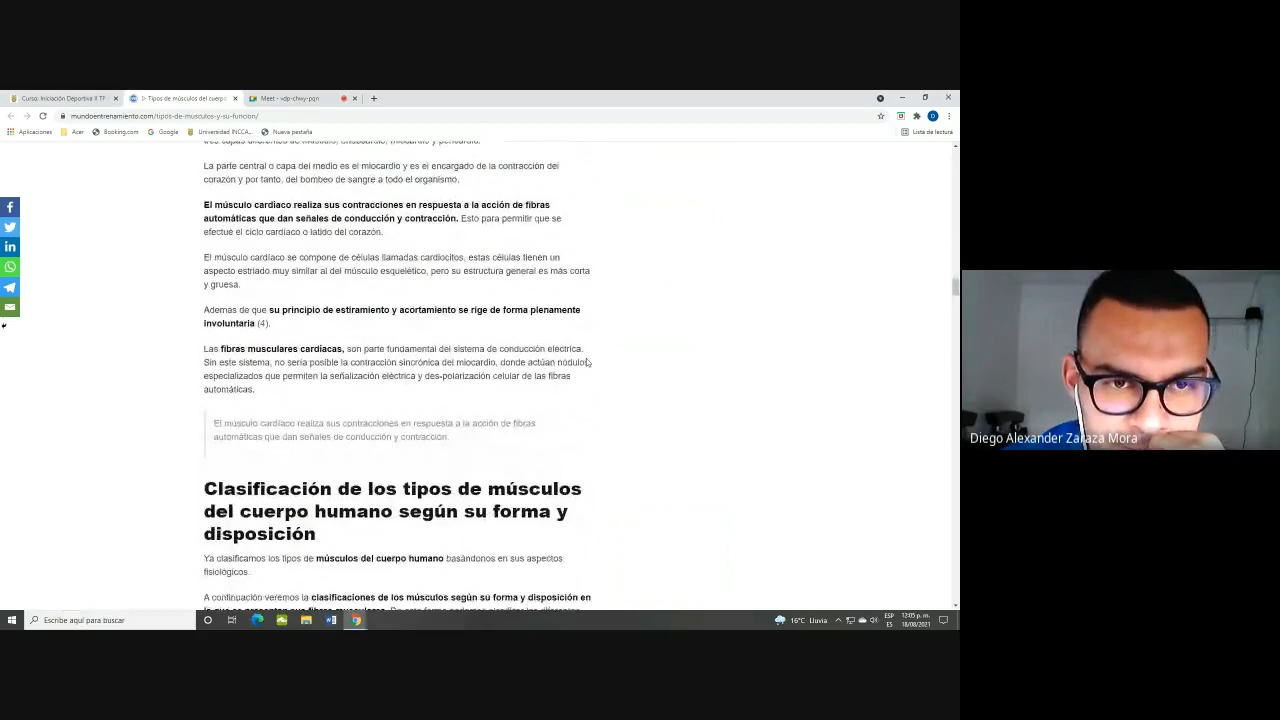 Curso: Iniciación Deportiva II TP
Tipos de músculos del cuerpo
Meet - vdp-chwy-pqn
mundoentrenamiento.com/tipos-de-musculos-y-su-funcion/
Aplicaciones Acer Booking.com Google Universidad INCCA... Nueva pestaña Lista de lectura
La parte central o capa del medio es el miocardio y es el encargado de la contracción del
corazón y por tanto, del bombeo de sangre a todo el organismo.
El músculo cardíaco realiza sus contracciones en respuesta a la acción de fibras
automáticas que dan señales de conducción y contracción. Esto para permitir que se
efectué el ciclo cardíaco o latido del corazón.
El músculo cardíaco se compone de células llamadas cardiocitos, estas células tienen un
aspecto estriado muy similar al del músculo esquelético, pero su estructura general es más corta
y gruesa.
Además de que su principio de estiramiento y acortamiento se rige de forma plenamente
involuntaria (4).
Las fibras musculares cardíacas, son parte fundamental del sistema de conducción eléctrica.
Sin este sistema, no sería posible la contracción sincrónica del miocardio, donde actúan nódulos
especializados que permiten la señalización eléctrica y des-polarización celular de las fibras
automáticas.
El músculo cardíaco realiza sus contracciones en respuesta a la acción de fibras
automáticas que dan señales de conducción y contracción.
Clasificación de los tipos de músculos
del cuerpo humano según su forma y
disposición
Ya clasificamos los tipos de músculos del cuerpo humano basándonos en sus aspectos
fisiológicos.
A continuación veremos la clasificaciones de los músculos según su forma y disposición en
Escribe aquí para buscar
16°C Lluvia
ESP
ES
12:05 p. m.
18/08/2021
Diego Alexander Zaraza Mora